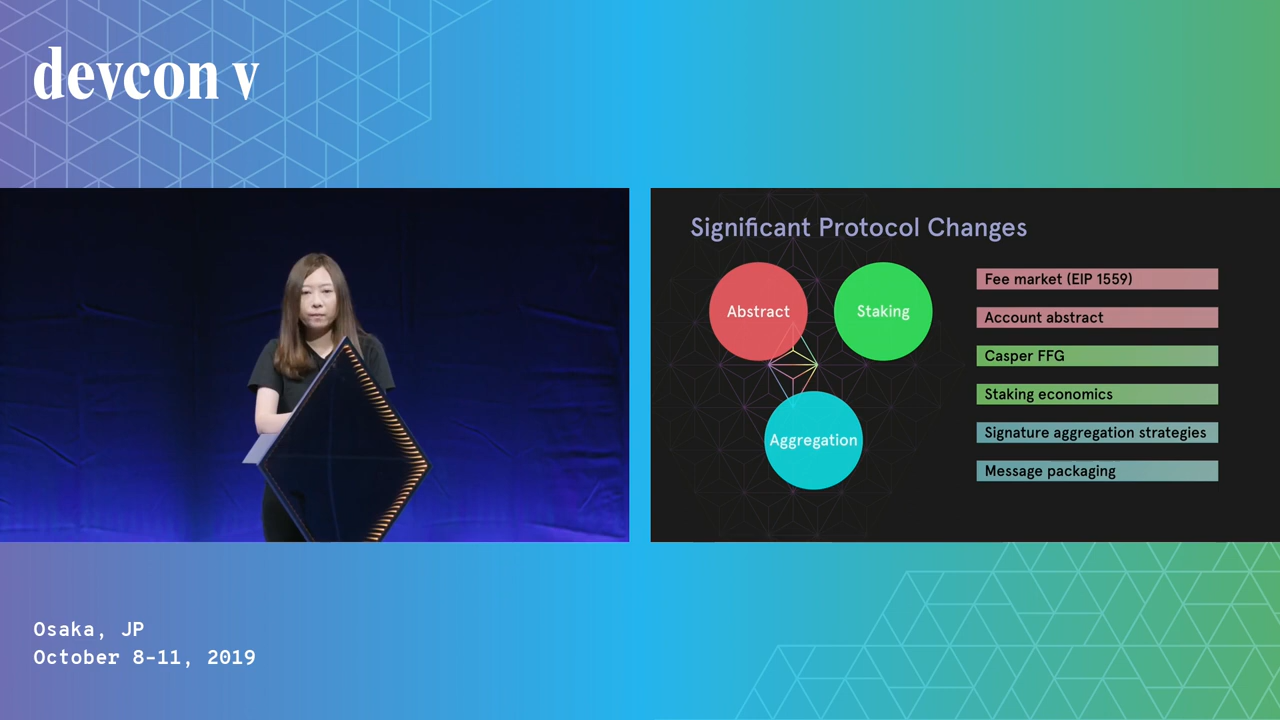 devcon v
Significant Protocol Changes
Abstract
Staking
Aggregation
Fee market (EIP 1559)
Account abstract
Casper FFG
Staking economics
Signature aggregation strategies
Message packaging
Osaka, JP
October 8-11, 2019